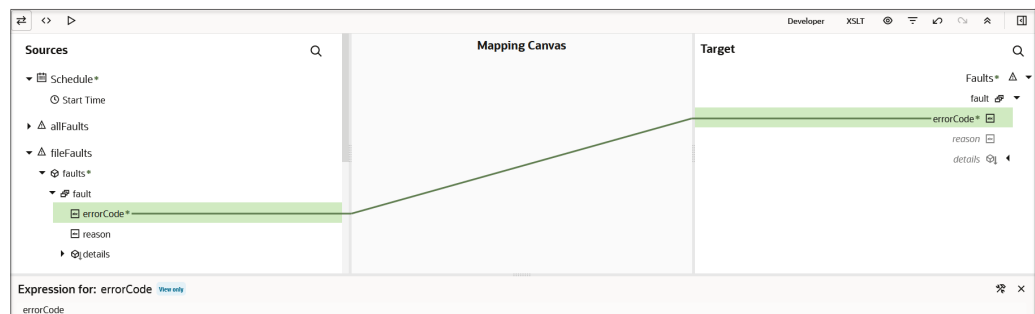 Developer XSLT
Sources
Mapping Canvas
Target
Schedule*
Faults*
Start Time
fault
allFaults
errorCode*
fileFaults
reason
faults*
details
fault
errorCode*
reason
details
Expression for: errorCode View only
errorCode